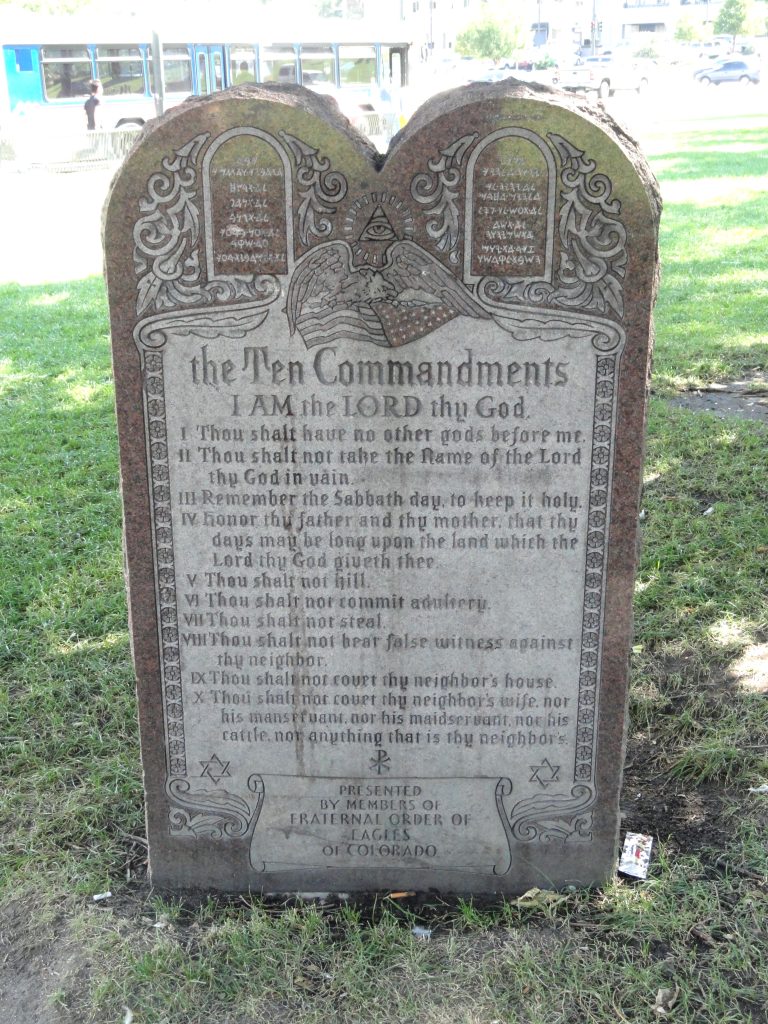 the Ten Commandments
I AM the LORD thy God.
I Thou shalt have no other gods before me.
II Thou shalt not take the Name of the Lord
thy God in vain.
III Remember the Sabbath day, to keep it holy.
IV Honor thy father and thy mother, that thy
days may be long upon the land which the
Lord thy God giveth thee.
V Thou shalt not kill.
VI Thou shalt not commit adultery.
VII Thou shalt not steal.
VIII Thou shalt not bear false witness against
thy neighbor.
IX Thou shalt not covet thy neighbor's house.
X Thou shalt not covet thy neighbor's wife, nor
his manservant, nor his maidservant, nor his
cattle, nor anything that is thy neighbor's.
PRESENTED
BY MEMBERS OF
FRATERNAL ORDER OF
EAGLES
OF COLORADO